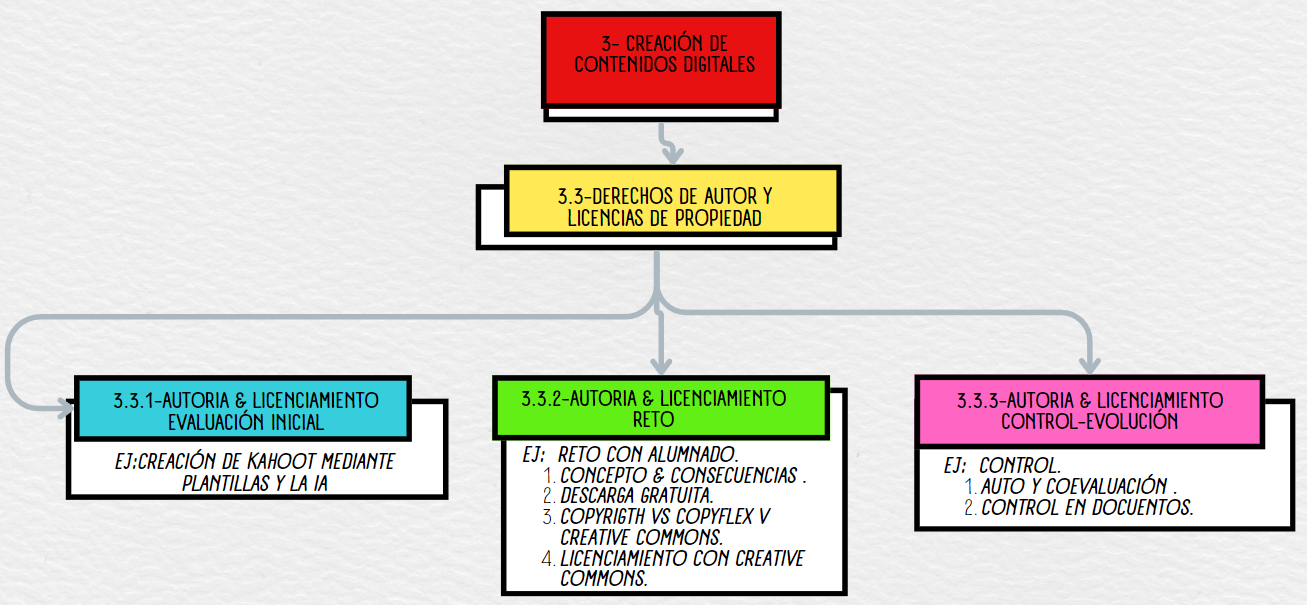 3- CREACIÓN DE
CONTENIDOS DIGITALES
3.3-DERECHOS DE AUTOR Y
LICENCIAS DE PROPIEDAD
3.3.1-AUTORIA & LICENCIAMIENTO
EVALUACIÓN INICIAL
EJ:CREACIÓN DE KAHOOT MEDIANTE
PLANTILLAS Y LA IA
3.3.2-AUTORIA & LICENCIAMIENTO
RETO
EJ: RETO CON ALUMNADO.
1. CONCEPTO & CONSECUENCIAS .
2. DESCARGA GRATUITA.
3. COPYRIGTH VS COPYFLEX V
CREATIVE COMMONS.
4. LICENCIAMIENTO CON CREATIVE
COMMONS.
3.3.3-AUTORIA & LICENCIAMIENTO
CONTROL-EVOLUCIÓN
EJ: CONTROL.
1. AUTO Y COEVALUACIÓN .
2. CONTROL EN DOCUENTOS.